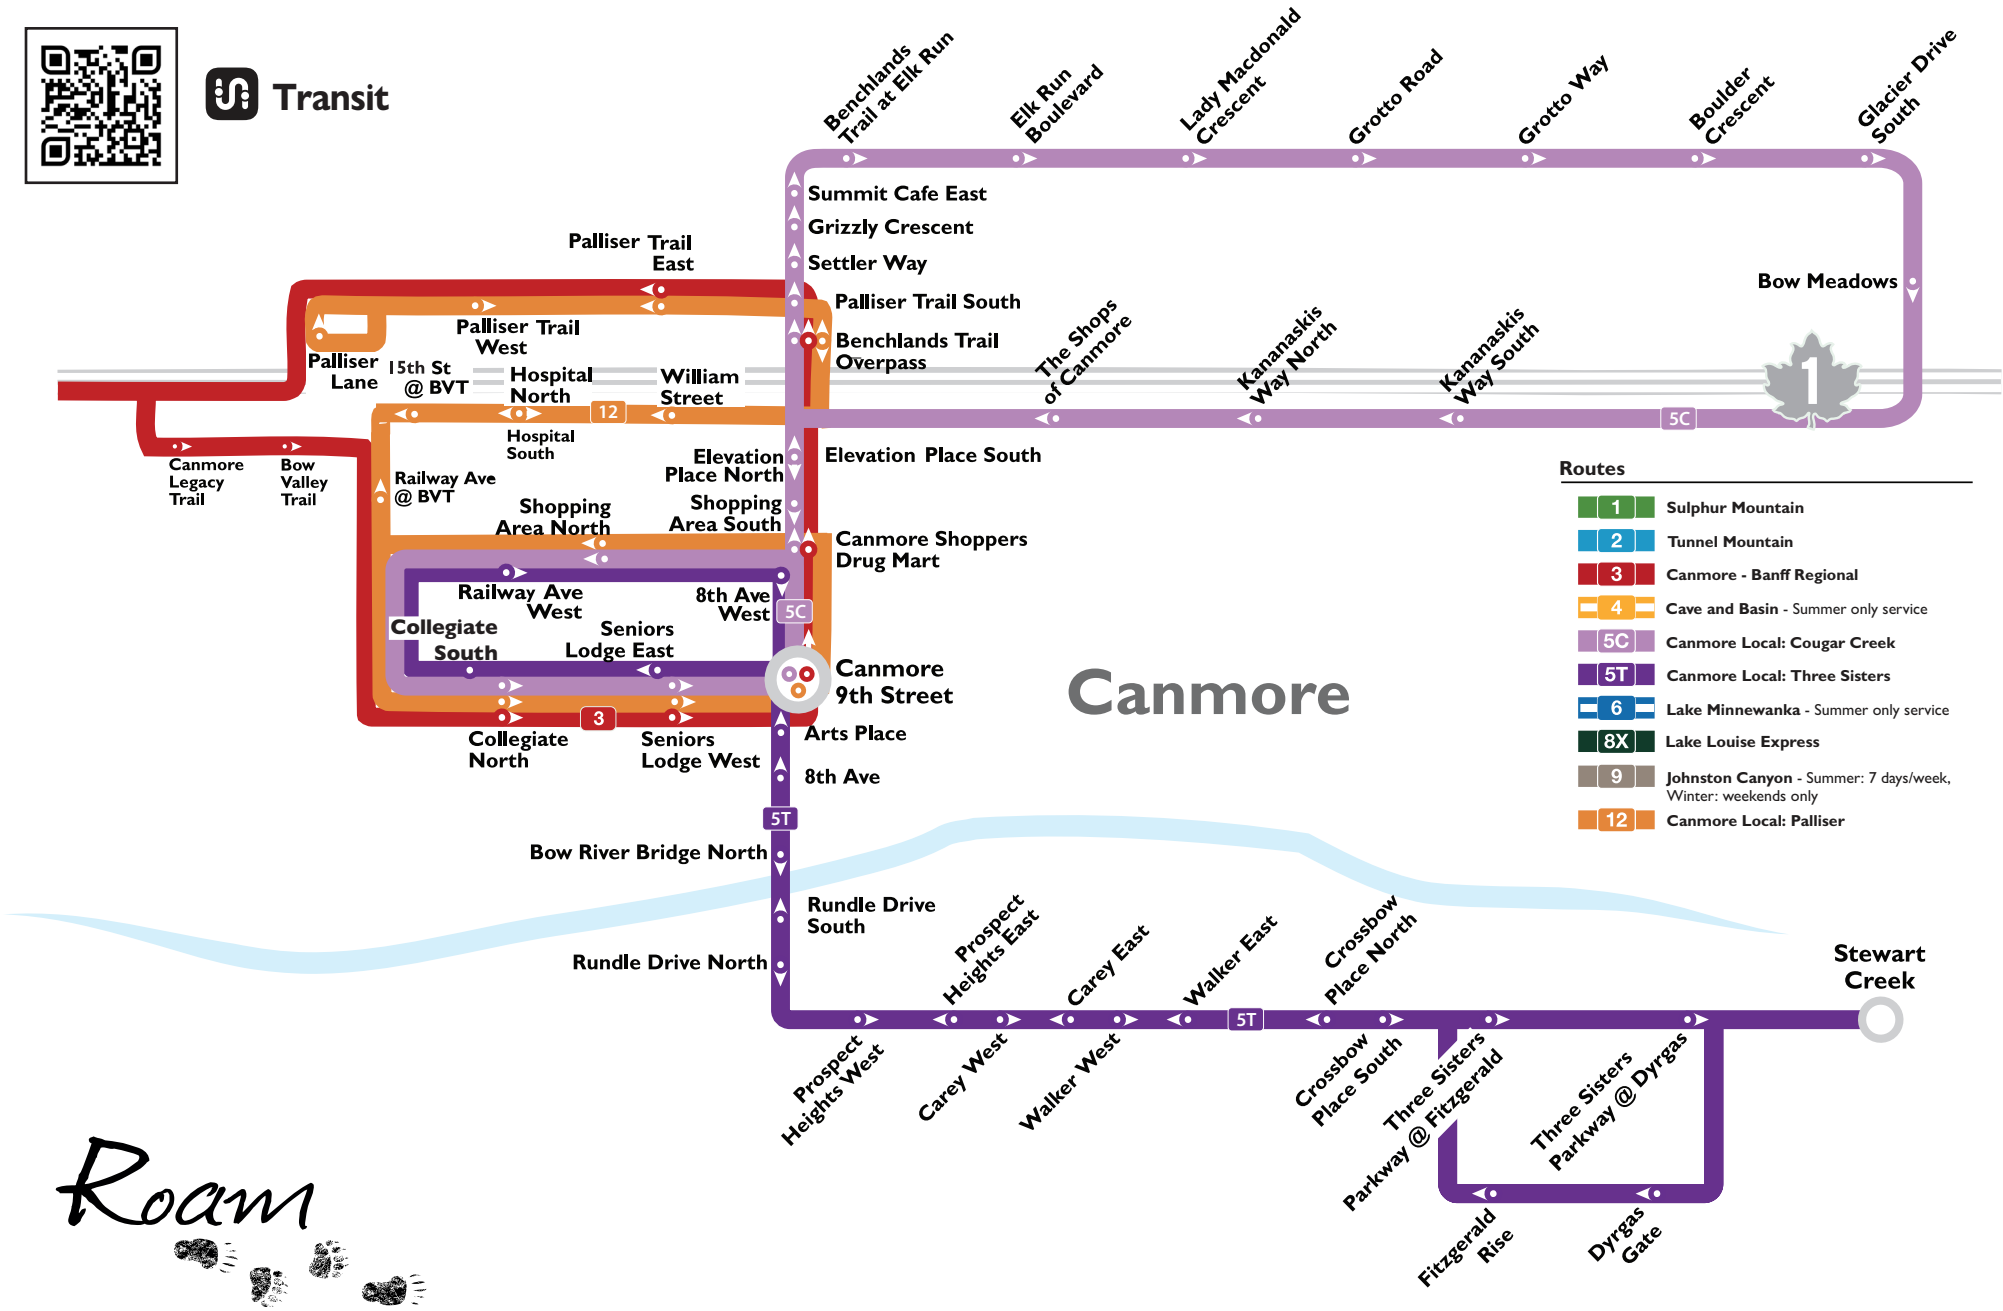 Transit
Benchlands
Trail at Elk Run
Elk Run
Boulevard
Lady Macdonald
Crescent
Grotto Road
Grotto Way
Boulder
Crescent
Glacier Drive
South
Summit Cafe East
Grizzly Crescent
Settler Way
Palliser Trail South
Benchlands Trail
Overpass
Palliser Trail
East
Palliser Trail
West
Palliser
Lane
15th St
@ BVT
Hospital
North
William
Street
12
Hospital
South
The Shops
of Canmore
Kananaskis
Way North
Kananaskis
Way South
Bow Meadows
1
5C
Canmore
Legacy
Trail
Bow
Valley
Trail
Railway Ave
@ BVT
Elevation
Place North
Elevation Place South
Shopping
Area North
Shopping
Area South
Canmore Shoppers
Drug Mart
Railway Ave
West
8th Ave
West
5C
Collegiate
South
Seniors
Lodge East
Canmore
9th Street
3
Collegiate
North
Seniors
Lodge West
Arts Place
8th Ave
5T
Canmore
Routes
1 Sulphur Mountain
2 Tunnel Mountain
3 Canmore - Banff Regional
4 Cave and Basin - Summer only service
5C Canmore Local: Cougar Creek
5T Canmore Local: Three Sisters
6 Lake Minnewanka - Summer only service
8X Lake Louise Express
9 Johnston Canyon - Summer: 7 days/week,
Winter: weekends only
12 Canmore Local: Palliser
Bow River Bridge North
Rundle Drive
South
Rundle Drive North
Prospect
Heights East
Carey East
Walker East
Crossbow
Place North
Stewart
Creek
5T
Prospect
Heights West
Carey West
Walker West
Crossbow
Place South
Three Sisters
Parkway @ Fitzgerald
Three Sisters
Parkway @ Dyrgas
Fitzgerald
Rise
Dyrgas
Gate
Roam